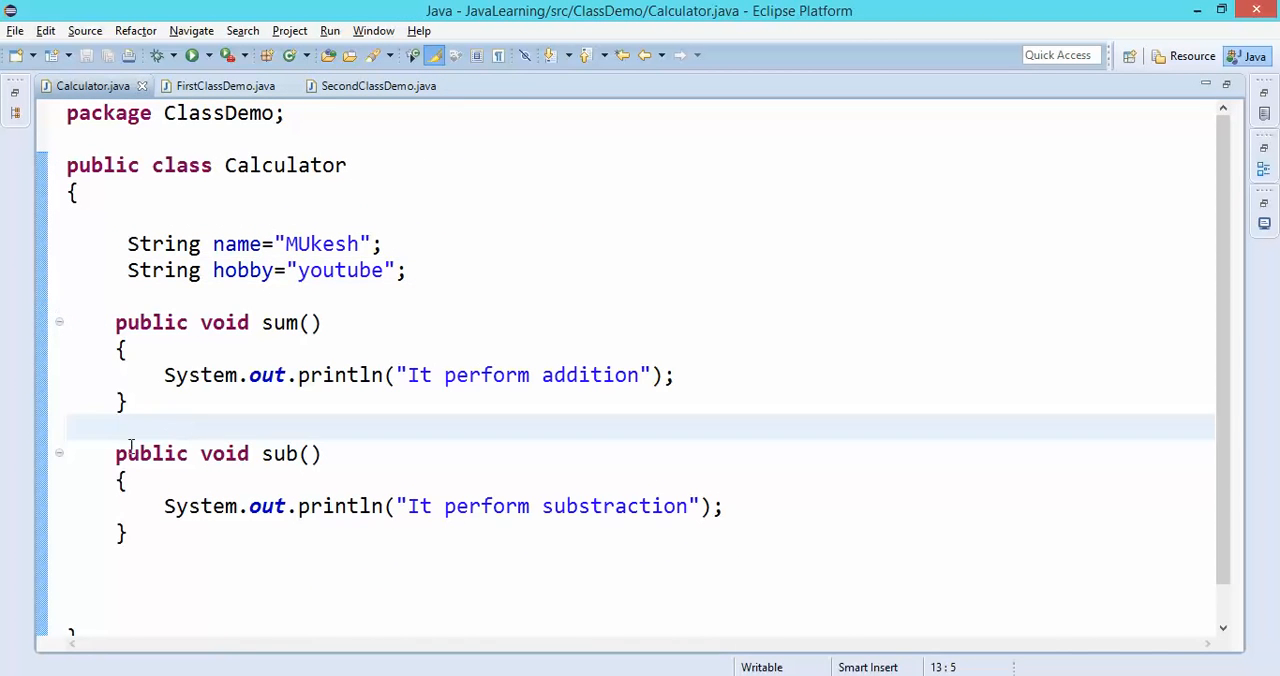 Java - JavaLearning/src/ClassDemo/Calculator.java - Eclipse Platform
File Edit Source Refactor Navigate Search Project Run Window Help
Quick Access Resource Java
Calculator.java FirstClassDemo.java SecondClassDemo.java
package ClassDemo;
public class Calculator
{
String name="MUkesh";
String hobby="youtube";
public void sum()
{
System.out.println("It perform addition");
}
public void sub()
{
System.out.println("It perform substraction");
}
}
Writable Smart Insert 13 : 5